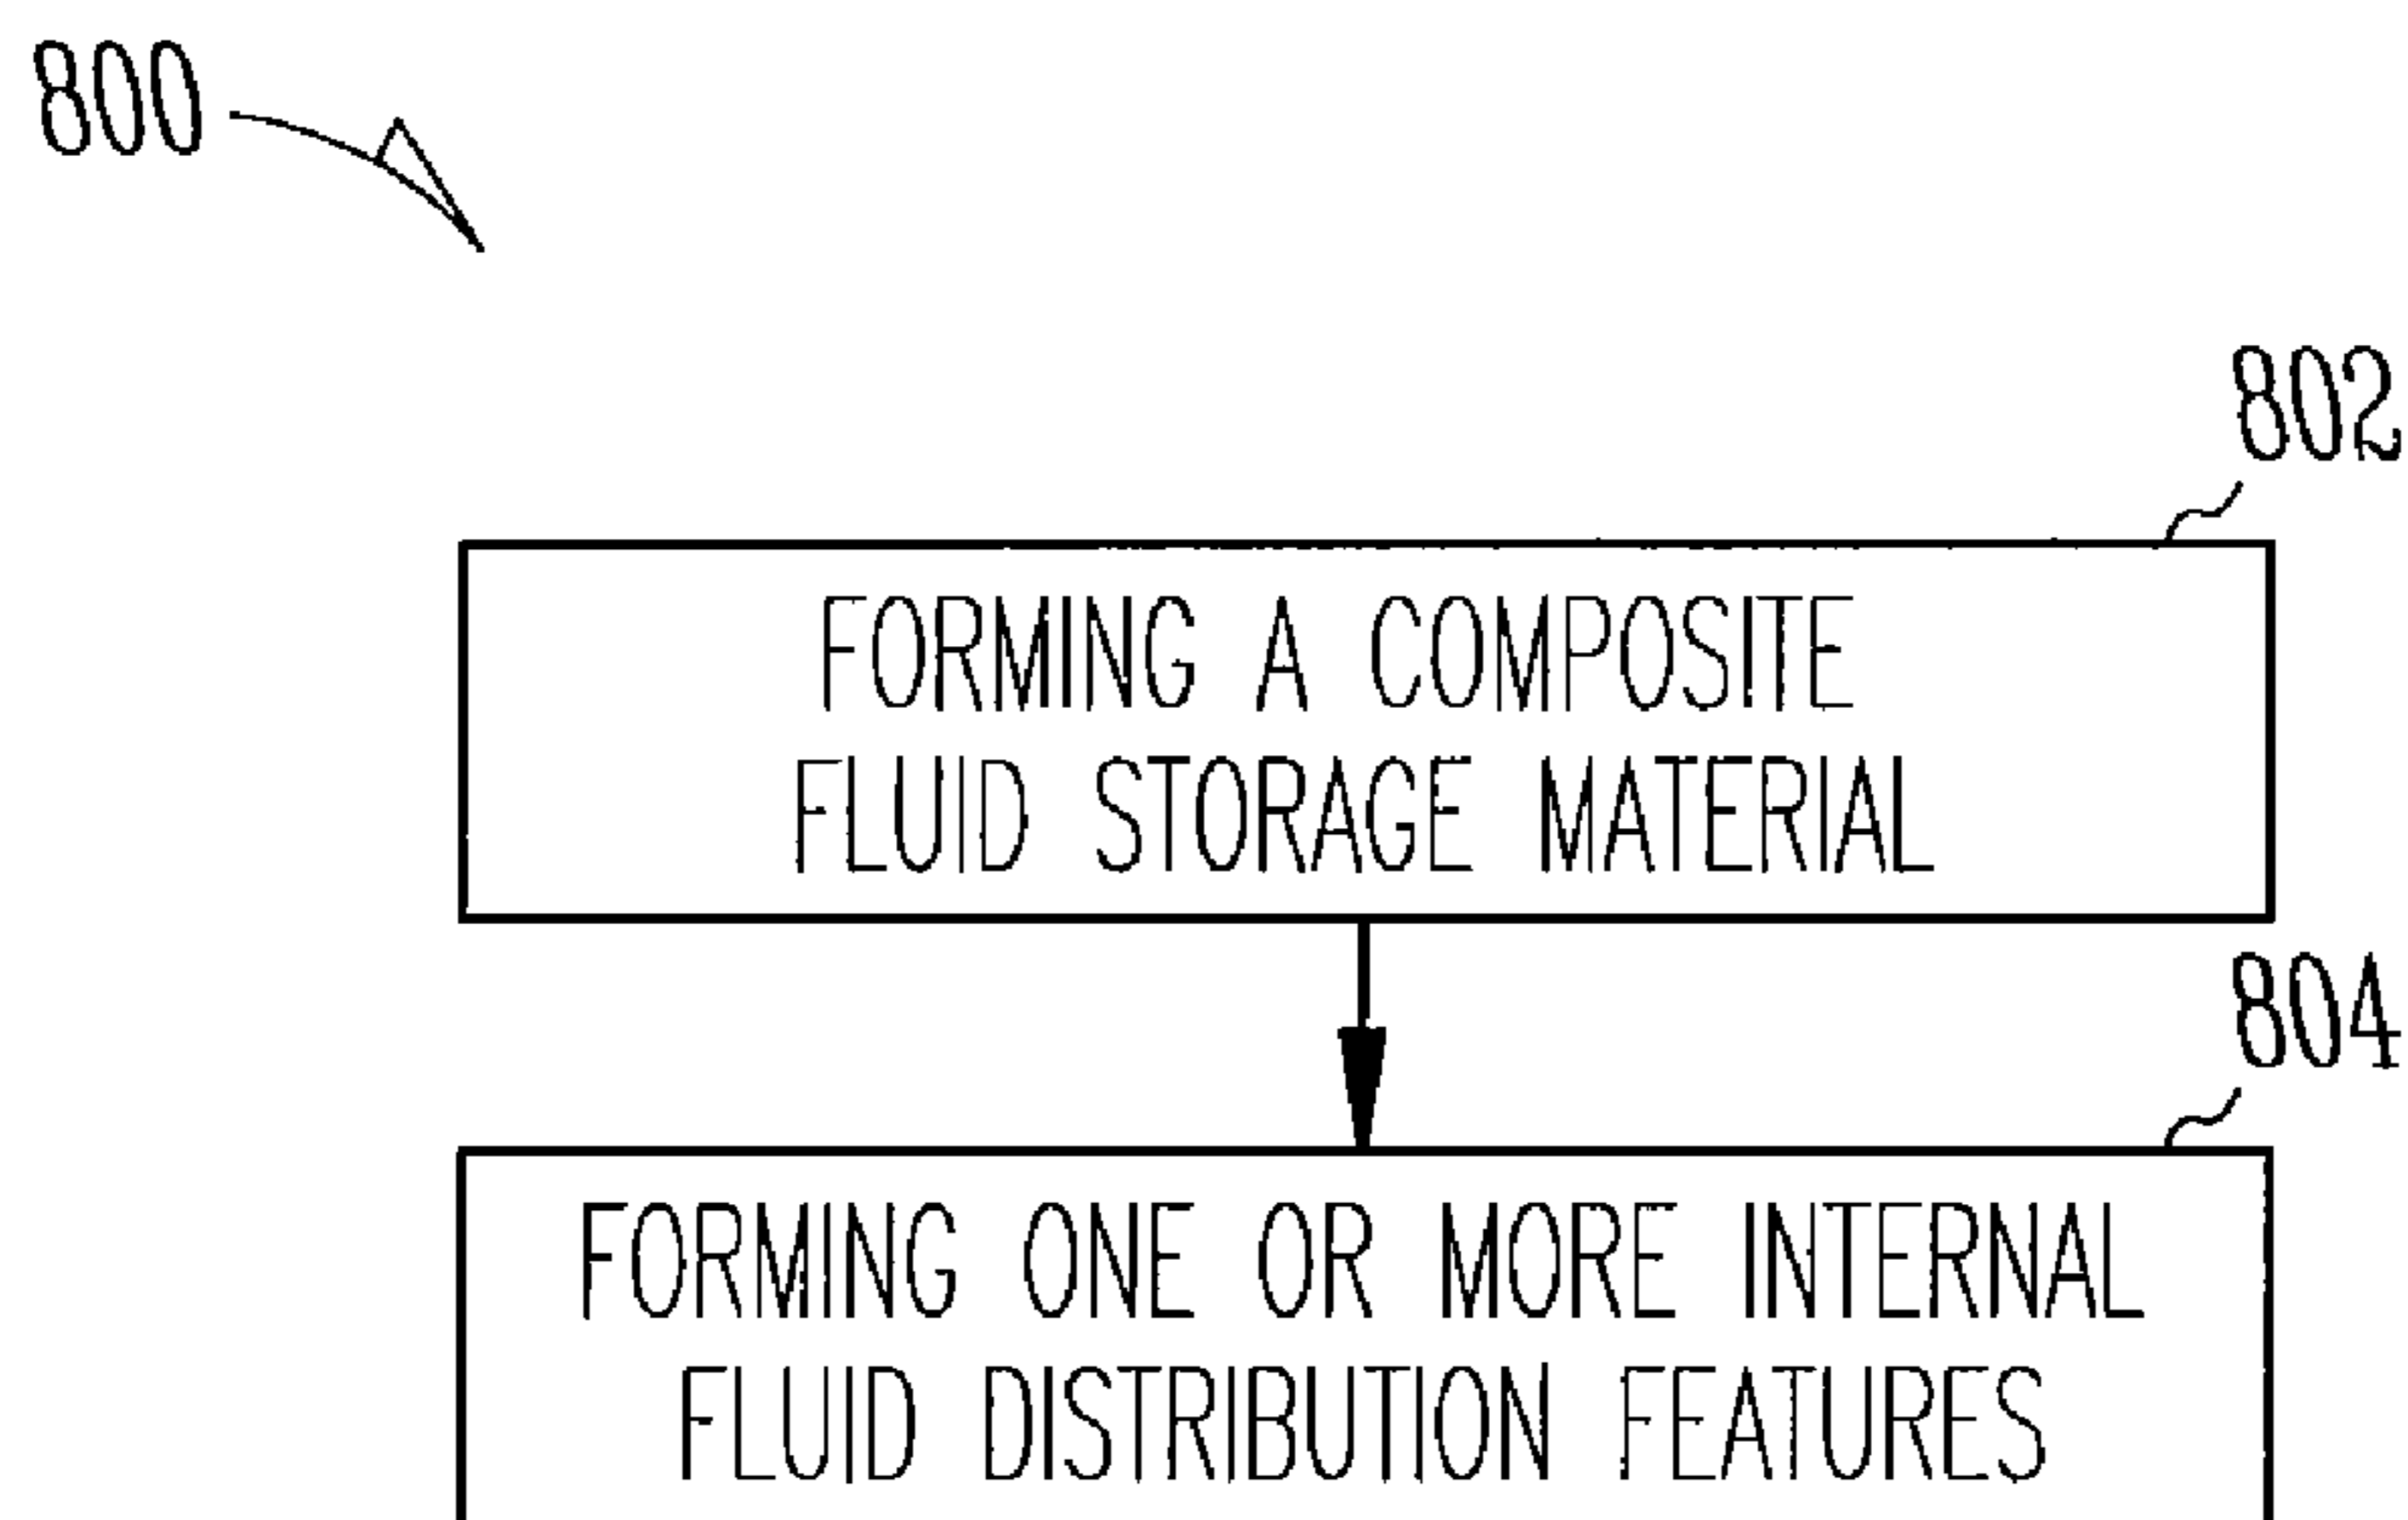 800
802
FORMING A COMPOSITE
FLUID STORAGE MATERIAL
804
FORMING ONE OR MORE INTERNAL
FLUID DISTRIBUTION FEATURES